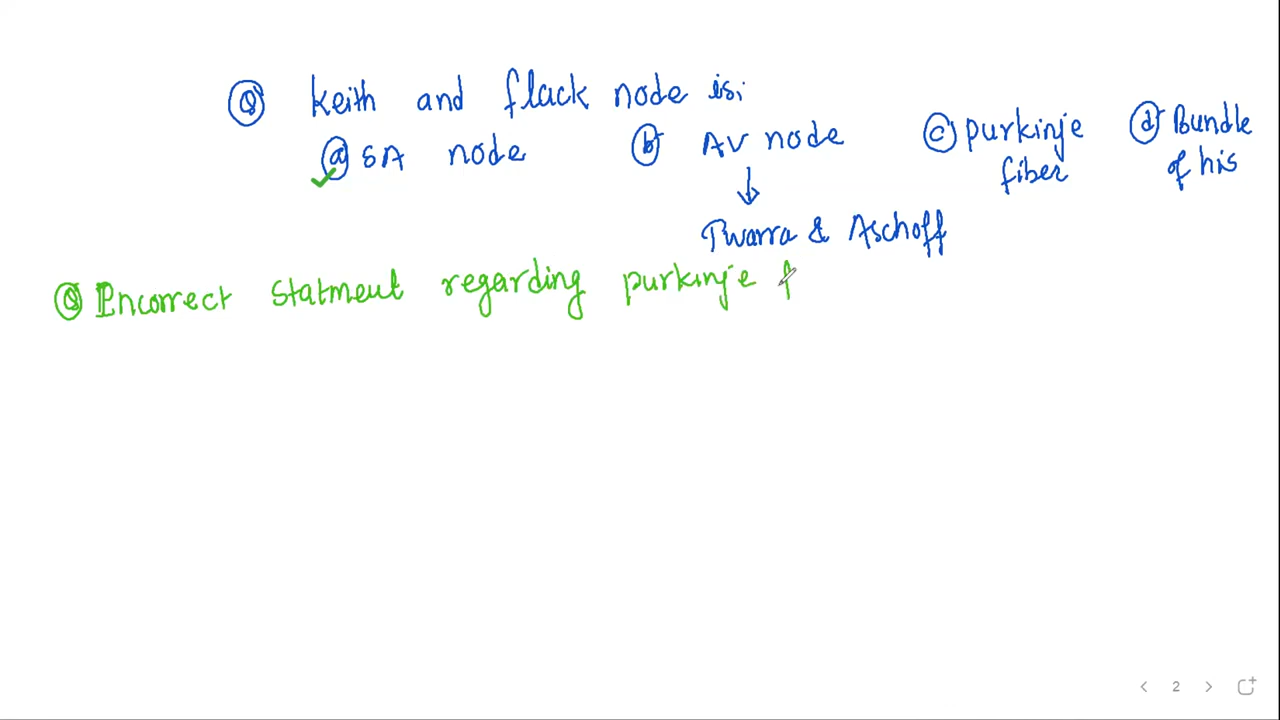 Q Keith and flack node is:
a SA node b AV node c purkinje fiber d Bundle of his
Twarra & Aschoff
Q Incorrect statment regarding purkinje f
2